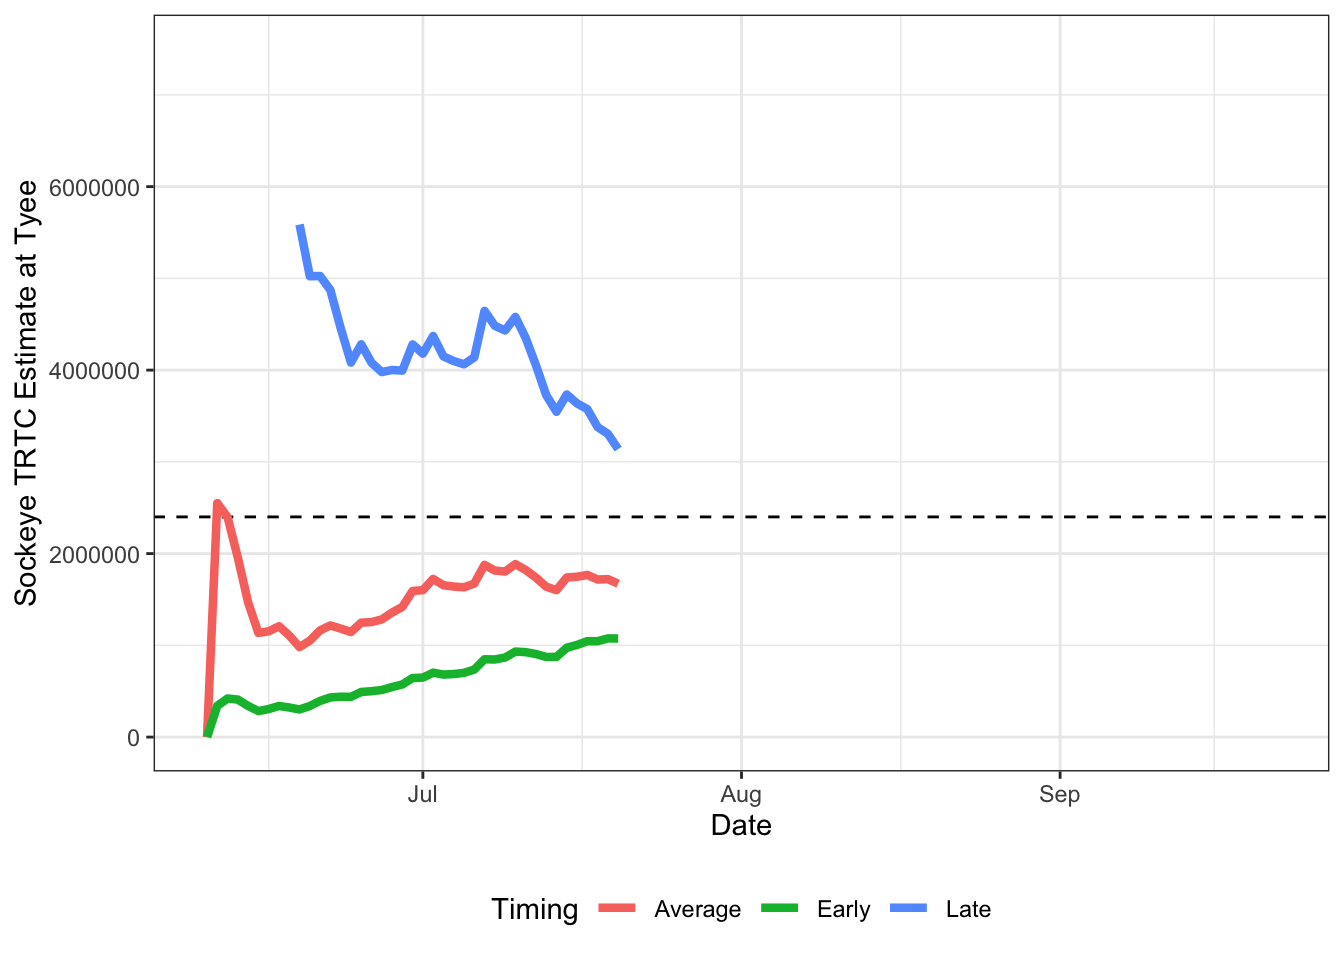 Sockeye TRTC Estimate at Tyee
6000000
4000000
2000000
0
Jul Aug Sep
Date
Timing Average Early Late